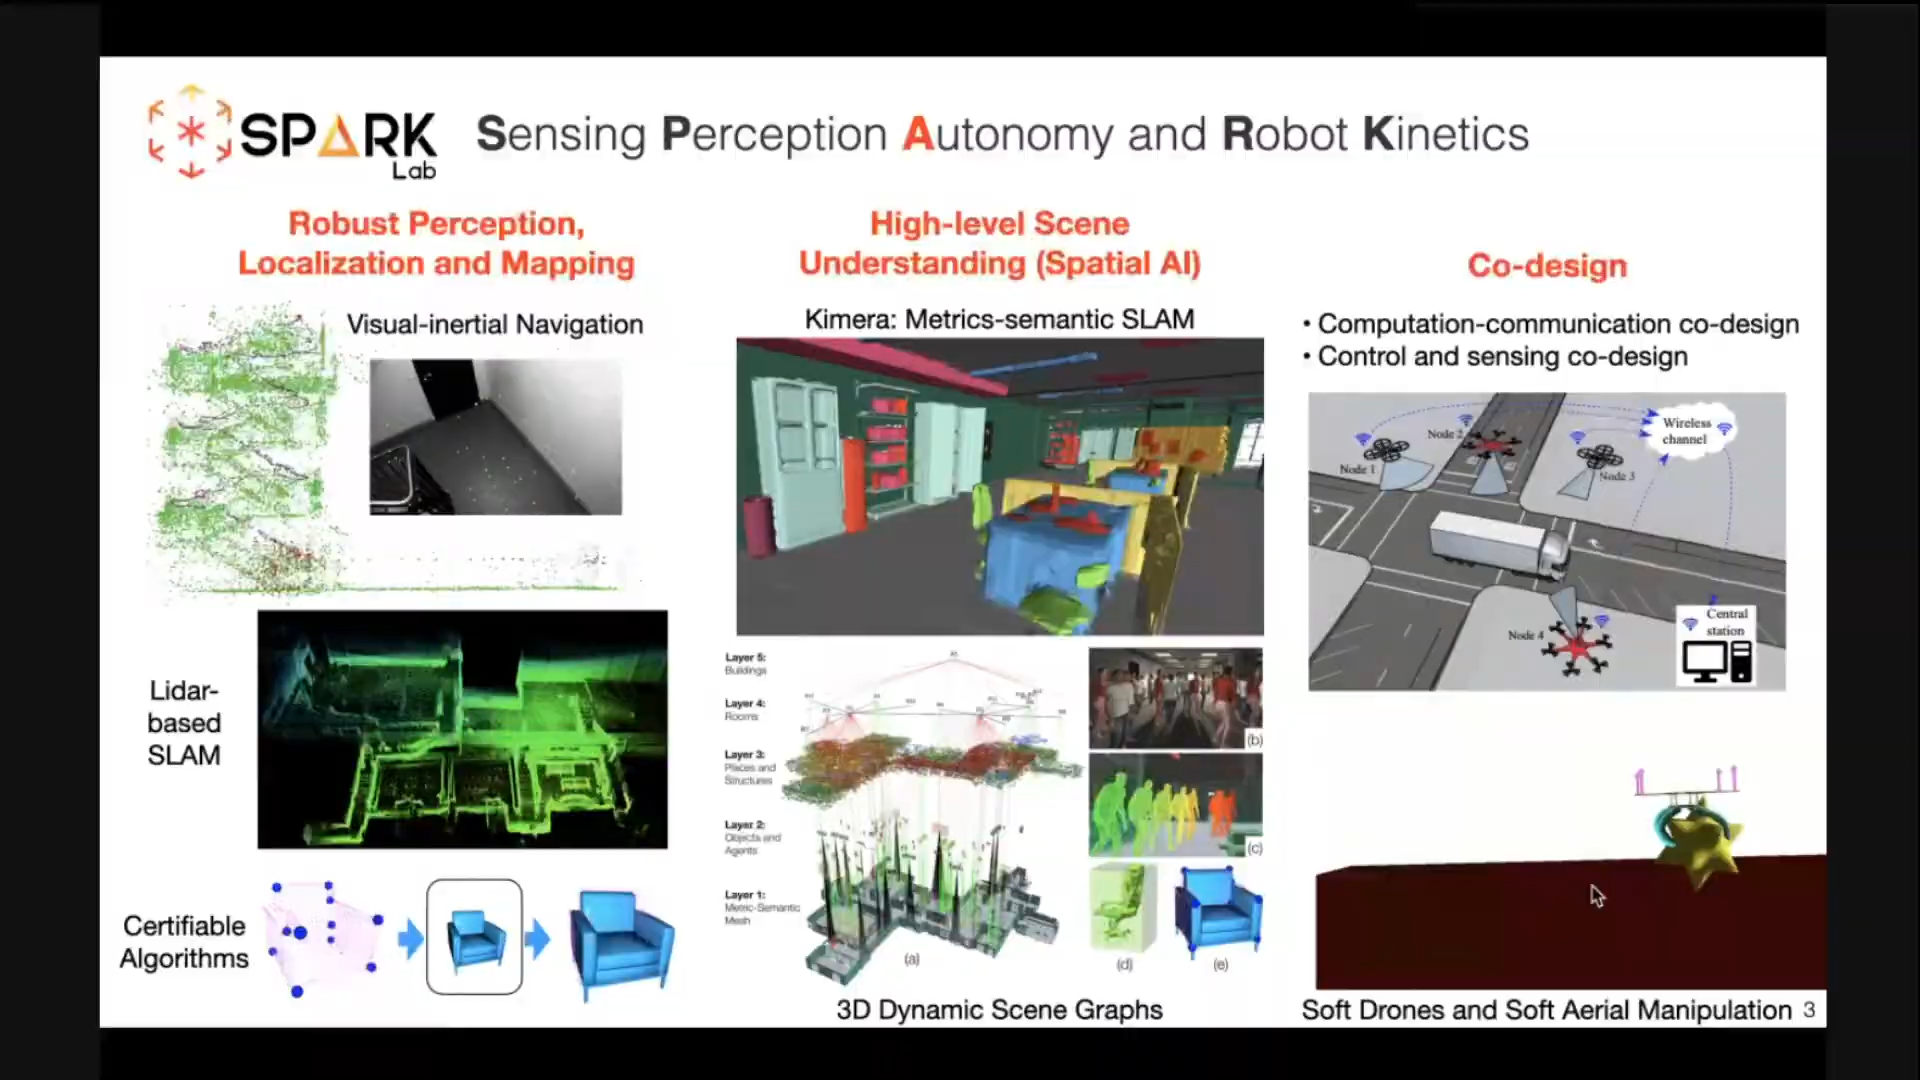 SPARK
Lab
Sensing Perception Autonomy and Robot Kinetics
Robust Perception,
Localization and Mapping
Visual-inertial Navigation
Lidar-
based
SLAM
Certifiable
Algorithms
High-level Scene
Understanding (Spatial AI)
Kimera: Metrics-semantic SLAM
Layer 5:
Buildings
Layer 4:
Rooms
Layer 3:
Places and
Structures
Layer 2:
Objects and
Agents
Layer 1:
Metric-Semantic
Mesh
(a)
(b)
(c)
(d)
(e)
3D Dynamic Scene Graphs
Co-design
• Computation-communication co-design
• Control and sensing co-design
Node 1
Node 2
Node 3
Wireless
channel
Node 4
Central
station
Soft Drones and Soft Aerial Manipulation
3